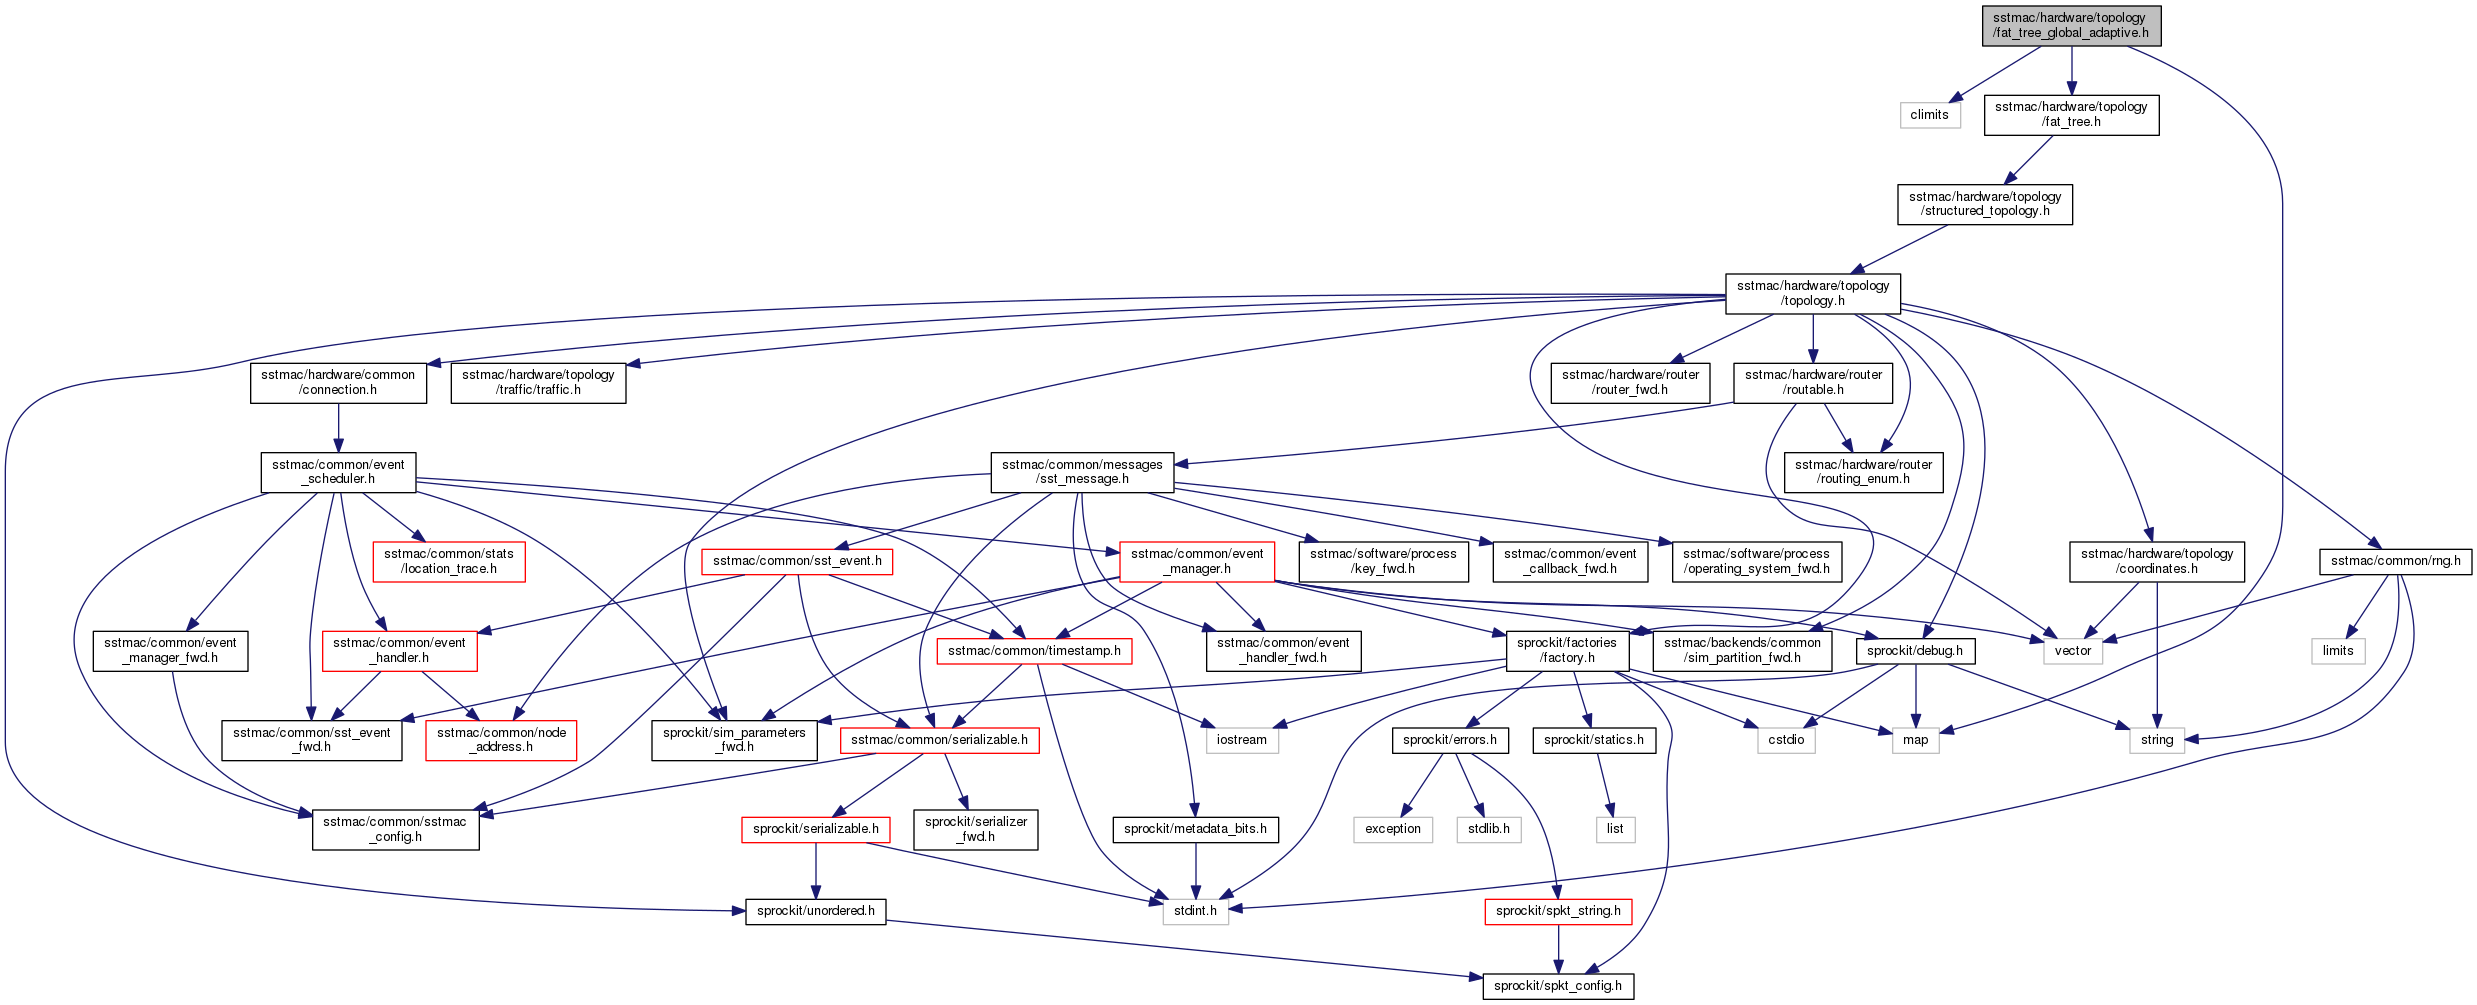 sstmac/hardware/topology
/fat_tree_global_adaptive.h
climits
sstmac/hardware/topology
/fat_tree.h
sstmac/hardware/topology
/structured_topology.h
sstmac/hardware/topology
/topology.h
sstmac/hardware/common
/connection.h
sstmac/hardware/topology
/traffic/traffic.h
sstmac/hardware/router
/router_fwd.h
sstmac/hardware/router
/routable.h
sstmac/common/event
_scheduler.h
sstmac/common/messages
/sst_message.h
sstmac/hardware/router
/routing_enum.h
sstmac/common/stats
/location_trace.h
sstmac/common/sst_event.h
sstmac/common/event
_manager.h
sstmac/software/process
/key_fwd.h
sstmac/common/event
_callback_fwd.h
sstmac/software/process
/operating_system_fwd.h
sstmac/hardware/topology
/coordinates.h
sstmac/common/rng.h
sstmac/common/event
_manager_fwd.h
sstmac/common/event
_handler.h
sstmac/common/timestamp.h
sstmac/common/event
_handler_fwd.h
sprockit/factories
/factory.h
sstmac/backends/common
/sim_partition_fwd.h
sprockit/debug.h
vector
limits
sstmac/common/sst_event
_fwd.h
sstmac/common/node
_address.h
sprockit/sim_parameters
_fwd.h
sstmac/common/serializable.h
iostream
sprockit/errors.h
sprockit/statics.h
cstdio
map
string
sstmac/common/sstmac
_config.h
sprockit/serializable.h
sprockit/serializer
_fwd.h
sprockit/metadata_bits.h
exception
stdlib.h
list
sprockit/unordered.h
stdint.h
sprockit/spkt_string.h
sprockit/spkt_config.h